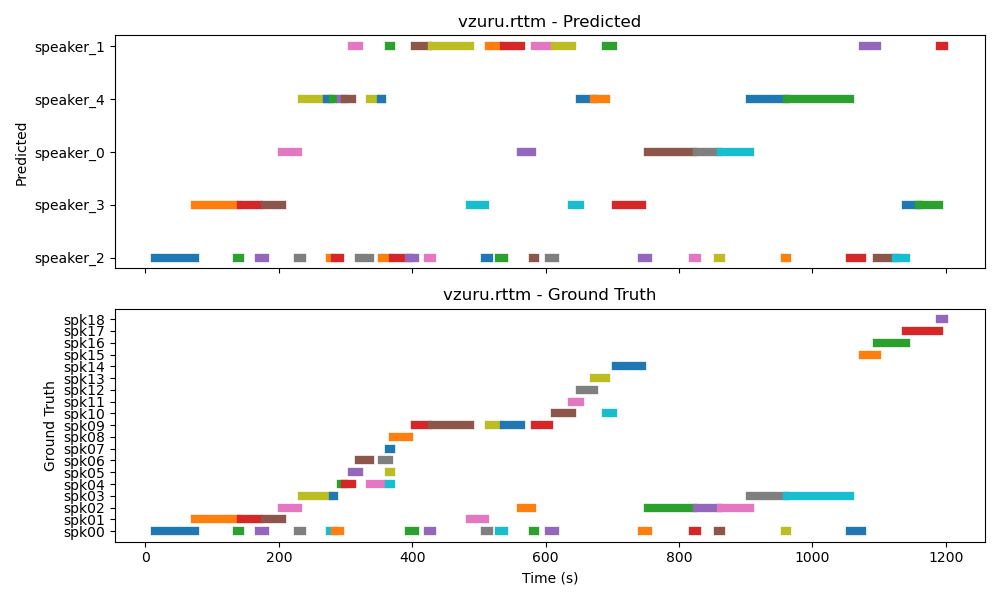 vzuru.rttm - Predicted
speaker_1
speaker_4
speaker_0
speaker_3
speaker_2
Predicted
vzuru.rttm - Ground Truth
spk18
spk17
spk16
spk15
spk14
spk13
spk12
spk11
spk10
spk09
spk08
spk07
spk06
spk05
spk04
spk03
spk02
spk01
spk00
Ground Truth
0 200 400 600 800 1000 1200
Time (s)